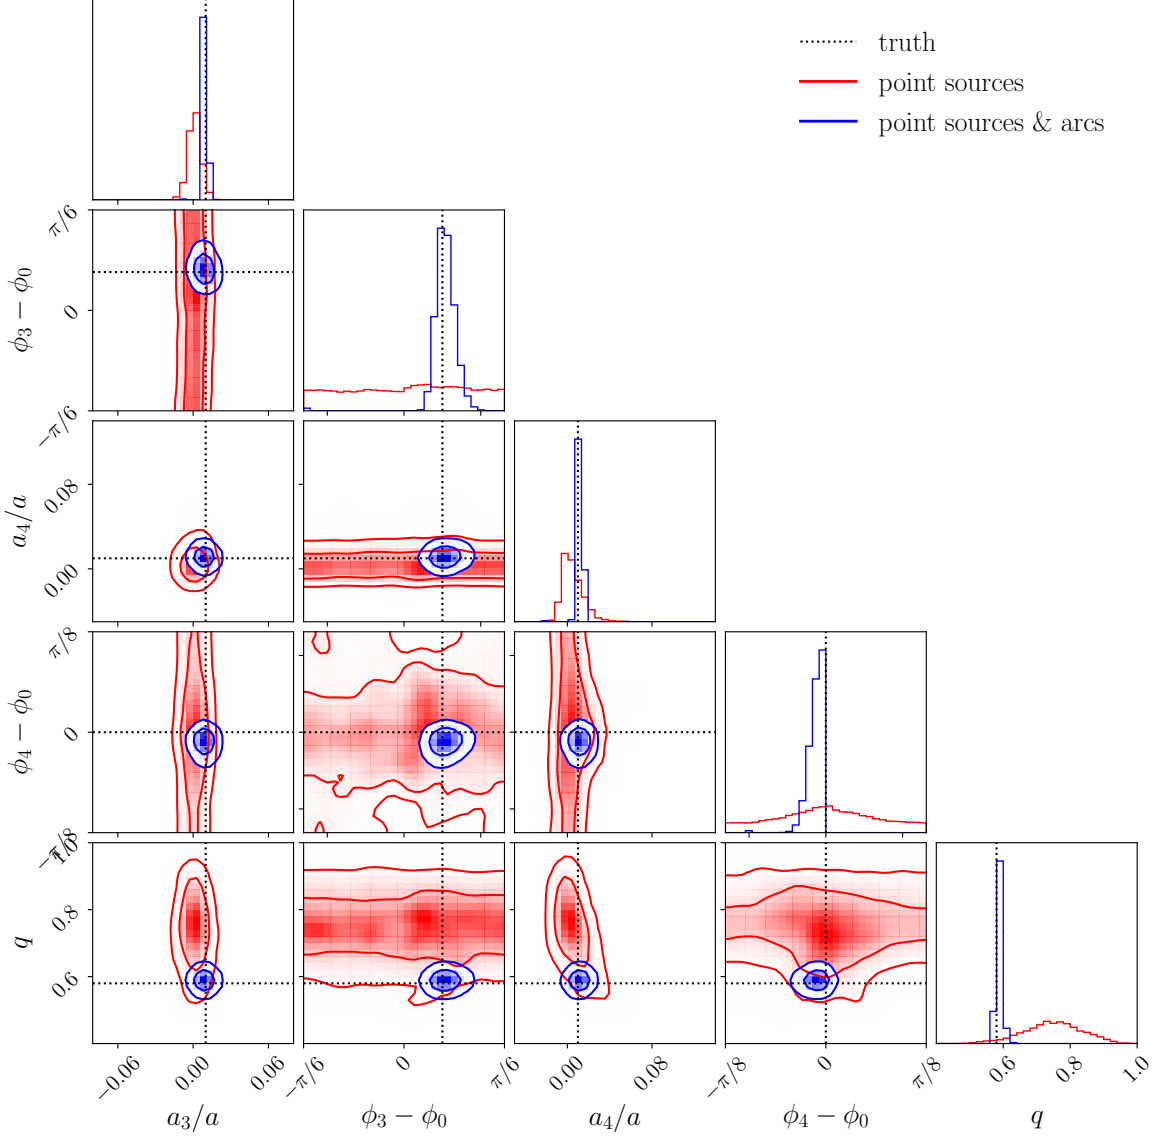 truth
point sources
point sources & arcs
π/6
0
−π/6
ϕ₃ − ϕ₀
0.08
0.00
a₄/a
π/8
0
−π/8
ϕ₄ − ϕ₀
0.8
0.6
q
−0.06 0.00 0.06 −π/6 0 π/6 0.00 0.08 −π/8 0 π/8 0.6 0.8 1.0
a₃/a ϕ₃ − ϕ₀ a₄/a ϕ₄ − ϕ₀ q